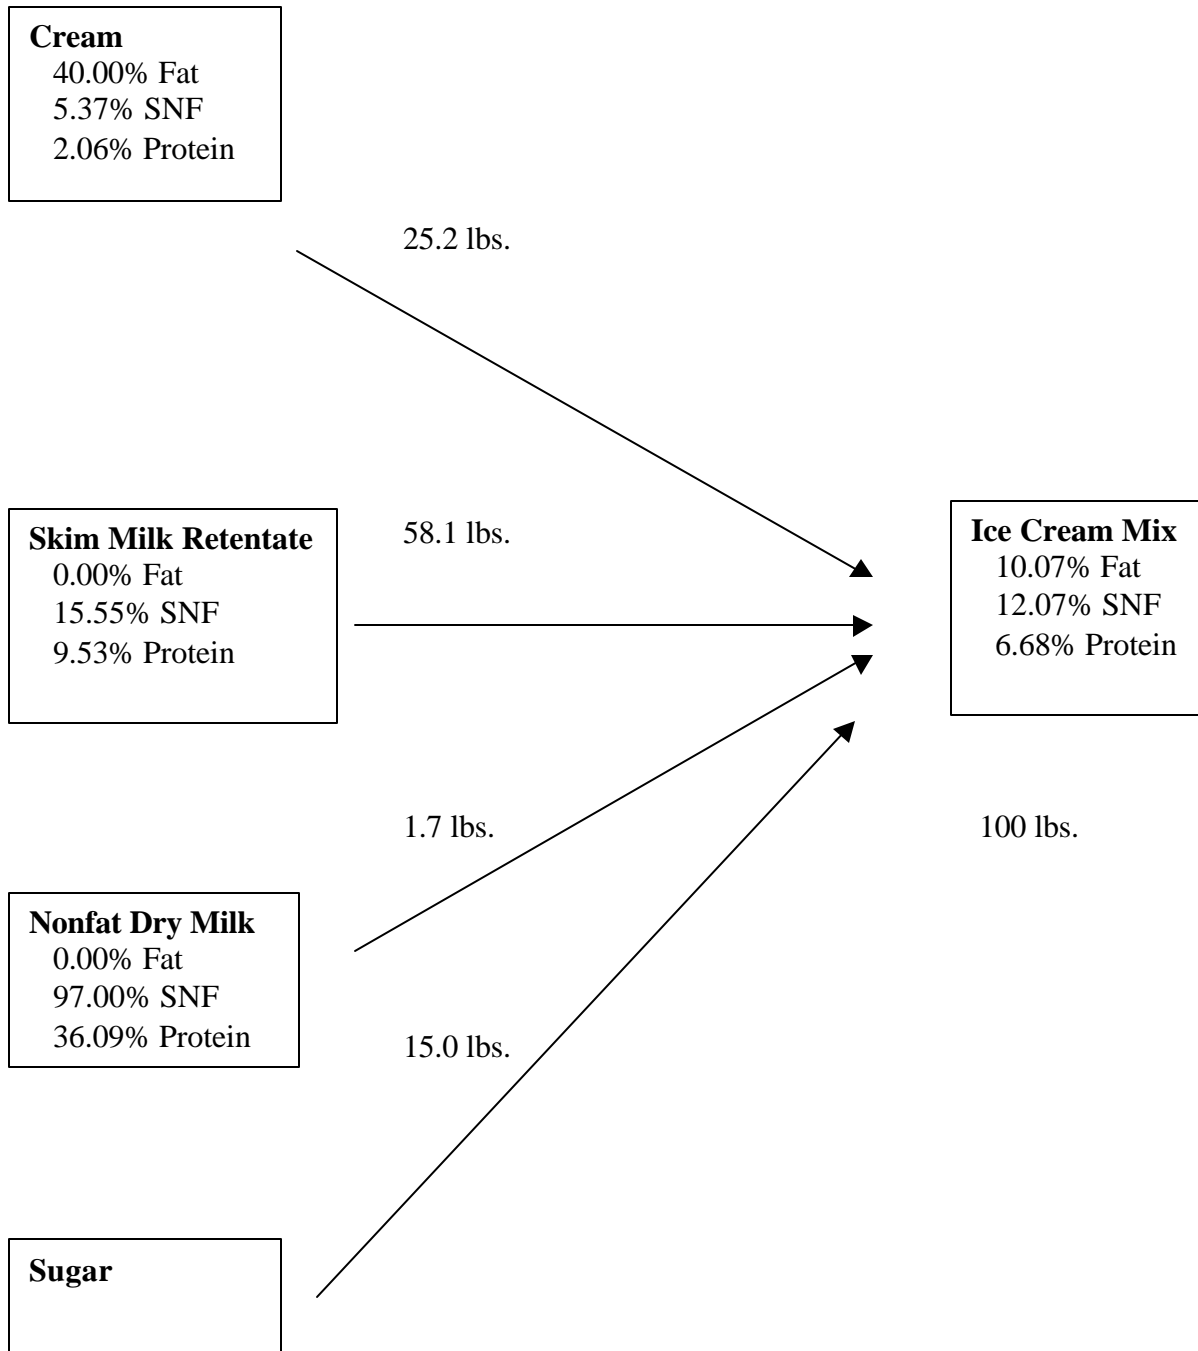 Cream
40.00% Fat
5.37% SNF
2.06% Protein
25.2 lbs.
Skim Milk Retentate
0.00% Fat
15.55% SNF
9.53% Protein
58.1 lbs.
Ice Cream Mix
10.07% Fat
12.07% SNF
6.68% Protein
1.7 lbs.
100 lbs.
Nonfat Dry Milk
0.00% Fat
97.00% SNF
36.09% Protein
15.0 lbs.
Sugar